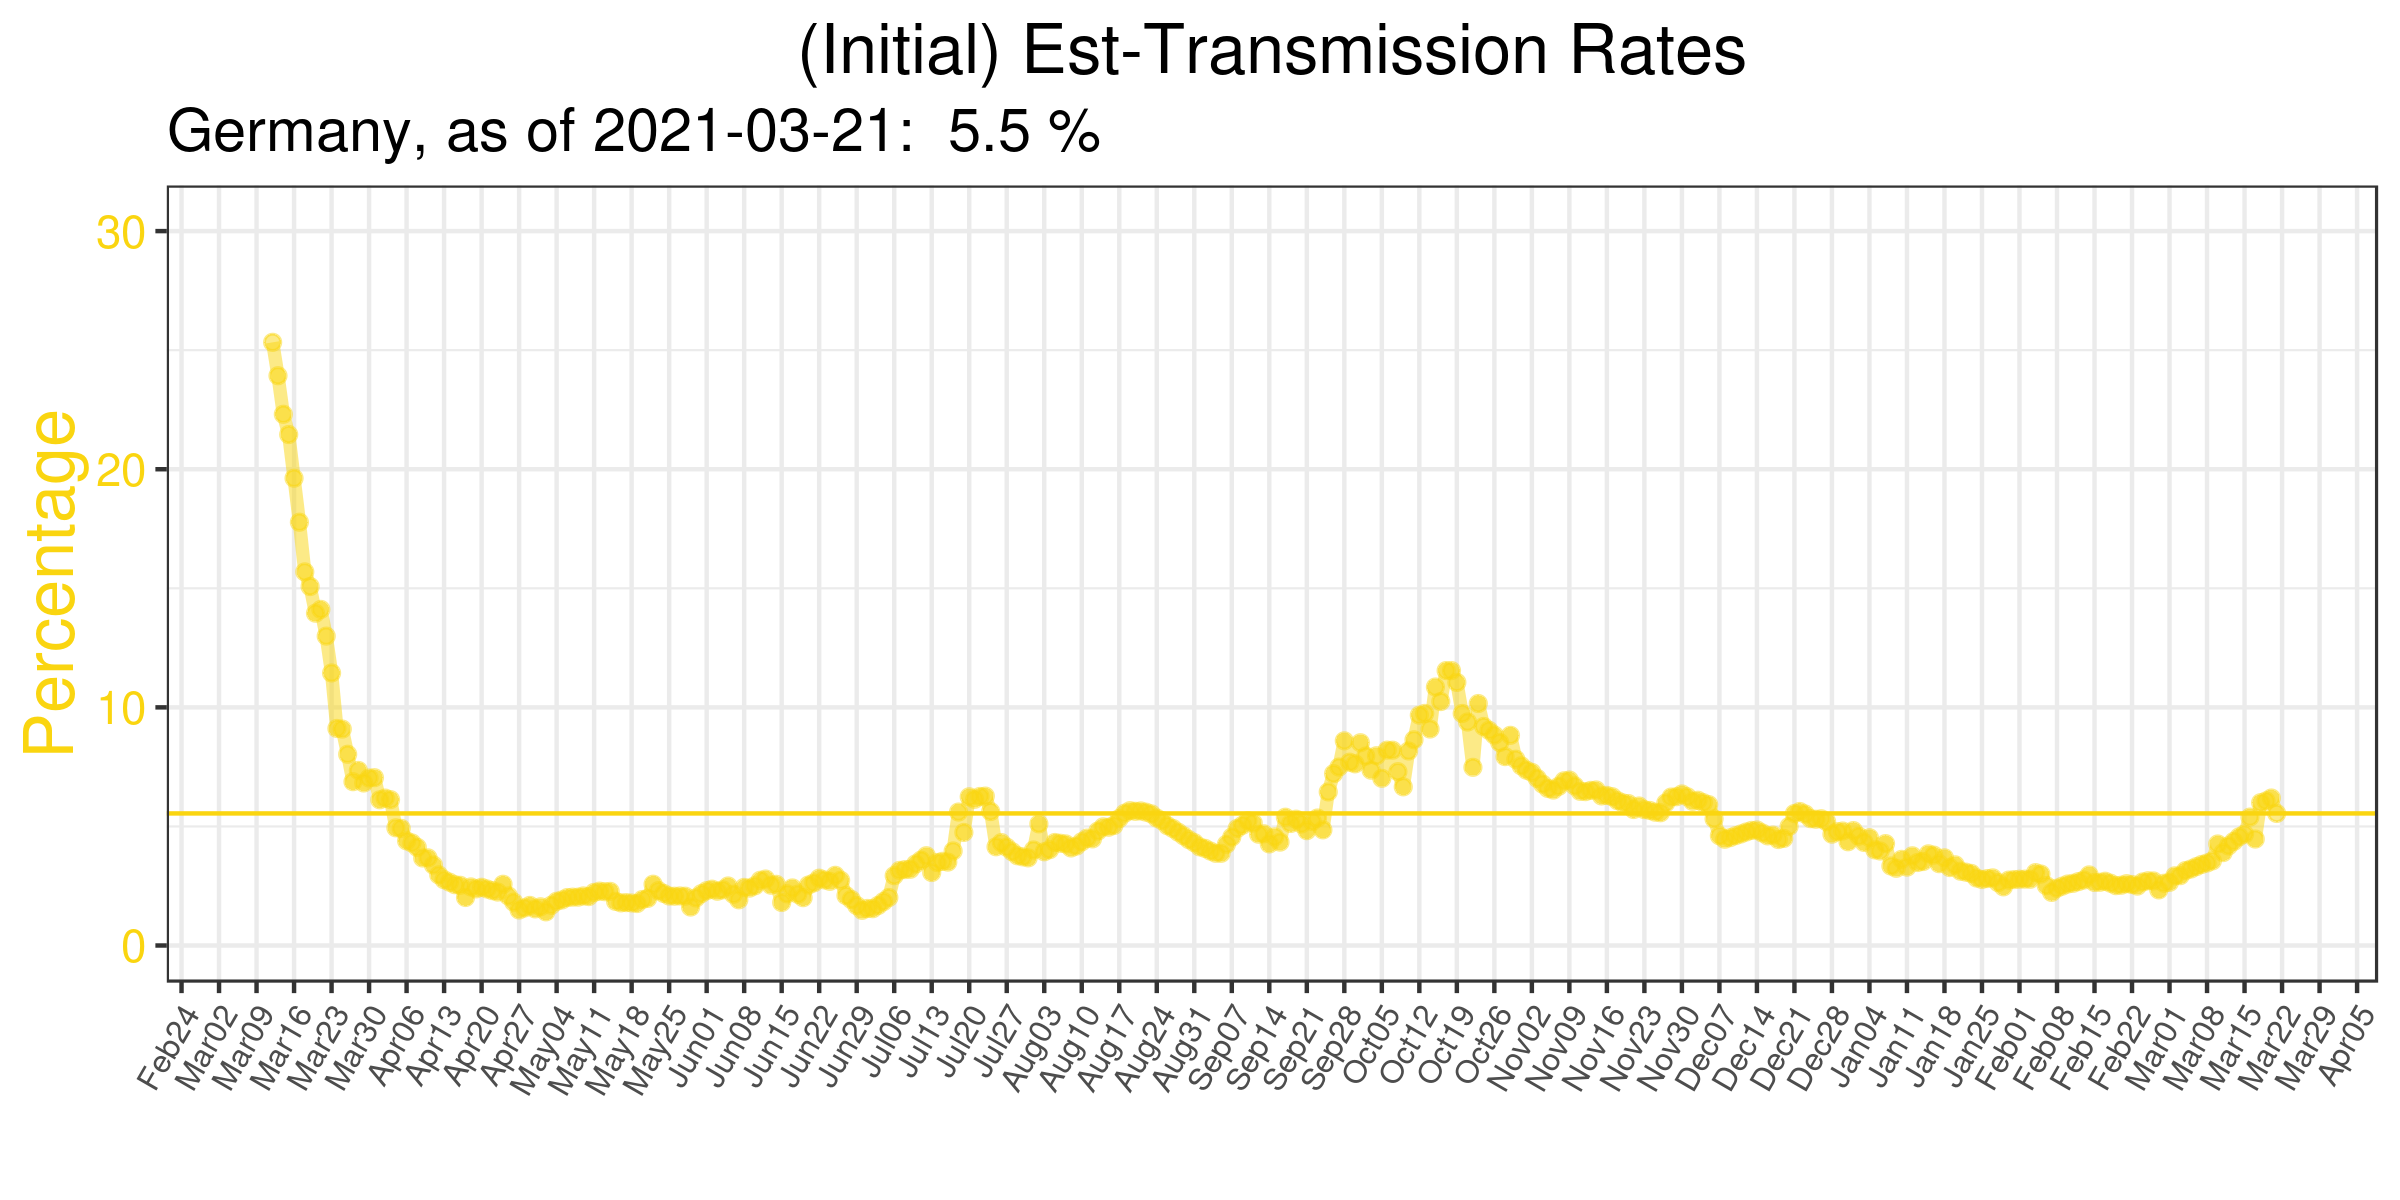 (Initial) Est-Transmission Rates
Germany, as of 2021-03-21:  5.5 %
Percentage
30
20
10
0
Feb24
Mar02
Mar09
Mar16
Mar23
Mar30
Apr06
Apr13
Apr20
Apr27
May04
May11
May18
May25
Jun01
Jun08
Jun15
Jun22
Jun29
Jul06
Jul13
Jul20
Jul27
Aug03
Aug10
Aug17
Aug24
Aug31
Sep07
Sep14
Sep21
Sep28
Oct05
Oct12
Oct19
Oct26
Nov02
Nov09
Nov16
Nov23
Nov30
Dec07
Dec14
Dec21
Dec28
Jan04
Jan11
Jan18
Jan25
Feb01
Feb08
Feb15
Feb22
Mar01
Mar08
Mar15
Mar22
Mar29
Apr05